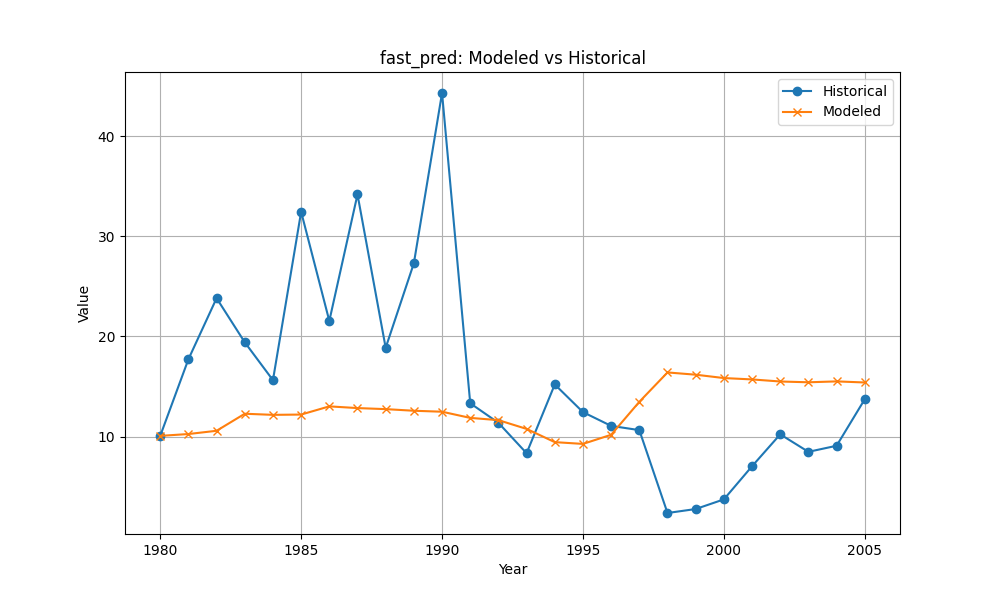 fast_pred: Modeled vs Historical
Historical
Modeled
Value
40
30
20
10
1980
1985
1990
1995
2000
2005
Year